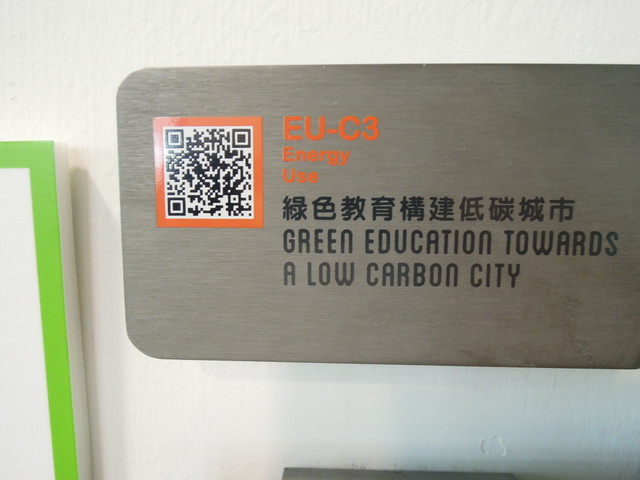 EU-C3
Energy
Use
綠色教育構建低碳城市
GREEN EDUCATION TOWARDS
A LOW CARBON CITY